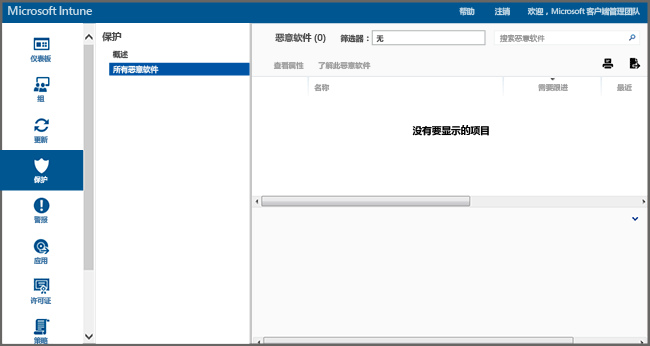 Microsoft Intune
帮助 注销 欢迎，Microsoft 客户端管理团队
仪表板
组
更新
保护
警报
应用
许可证
策略
保护
概述
所有恶意软件
恶意软件 (0) 筛选器： 无 搜索恶意软件
查看属性 了解此恶意软件
名称 需要跟进 最近
没有要显示的项目